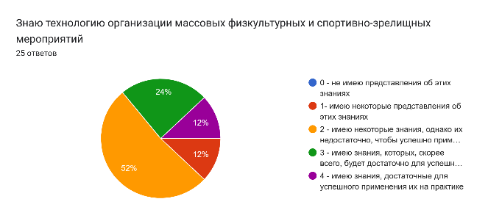 Знаю технологию организации массовых физкультурных и спортивно-зрелищных
мероприятий
25 ответов
24%
12%
12%
52%
0 - не имею представления об этих
знаниях
1- имею некоторые представления об
этих знаниях
2 - имею некоторые знания, однако их
недостаточно, чтобы успешно прим…
3 - имею знания, которых, скорее
всего, будет достаточно для успешн…
4 - имею знания, достаточные для
успешного применения их на практике